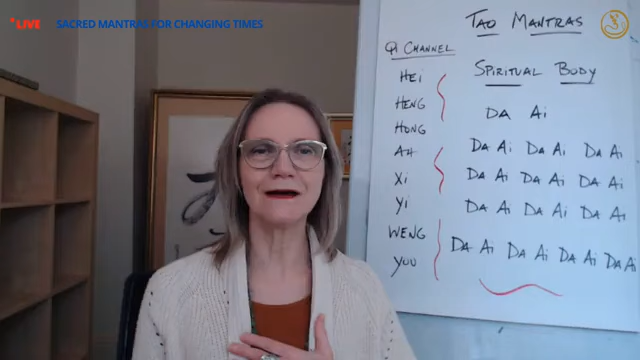 LIVE SACRED MANTRAS FOR CHANGING TIMES
TAO MANTRAS
QI CHANNEL
HEI
HENG
HONG
AH
XI
YI
WENG
YOU
SPIRITUAL BODY
DA Ai
DA Ai DA Ai DA Ai
DA Ai DA Ai DA Ai
DA Ai DA Ai DA Ai
DA Ai DA Ai DA Ai DA Ai